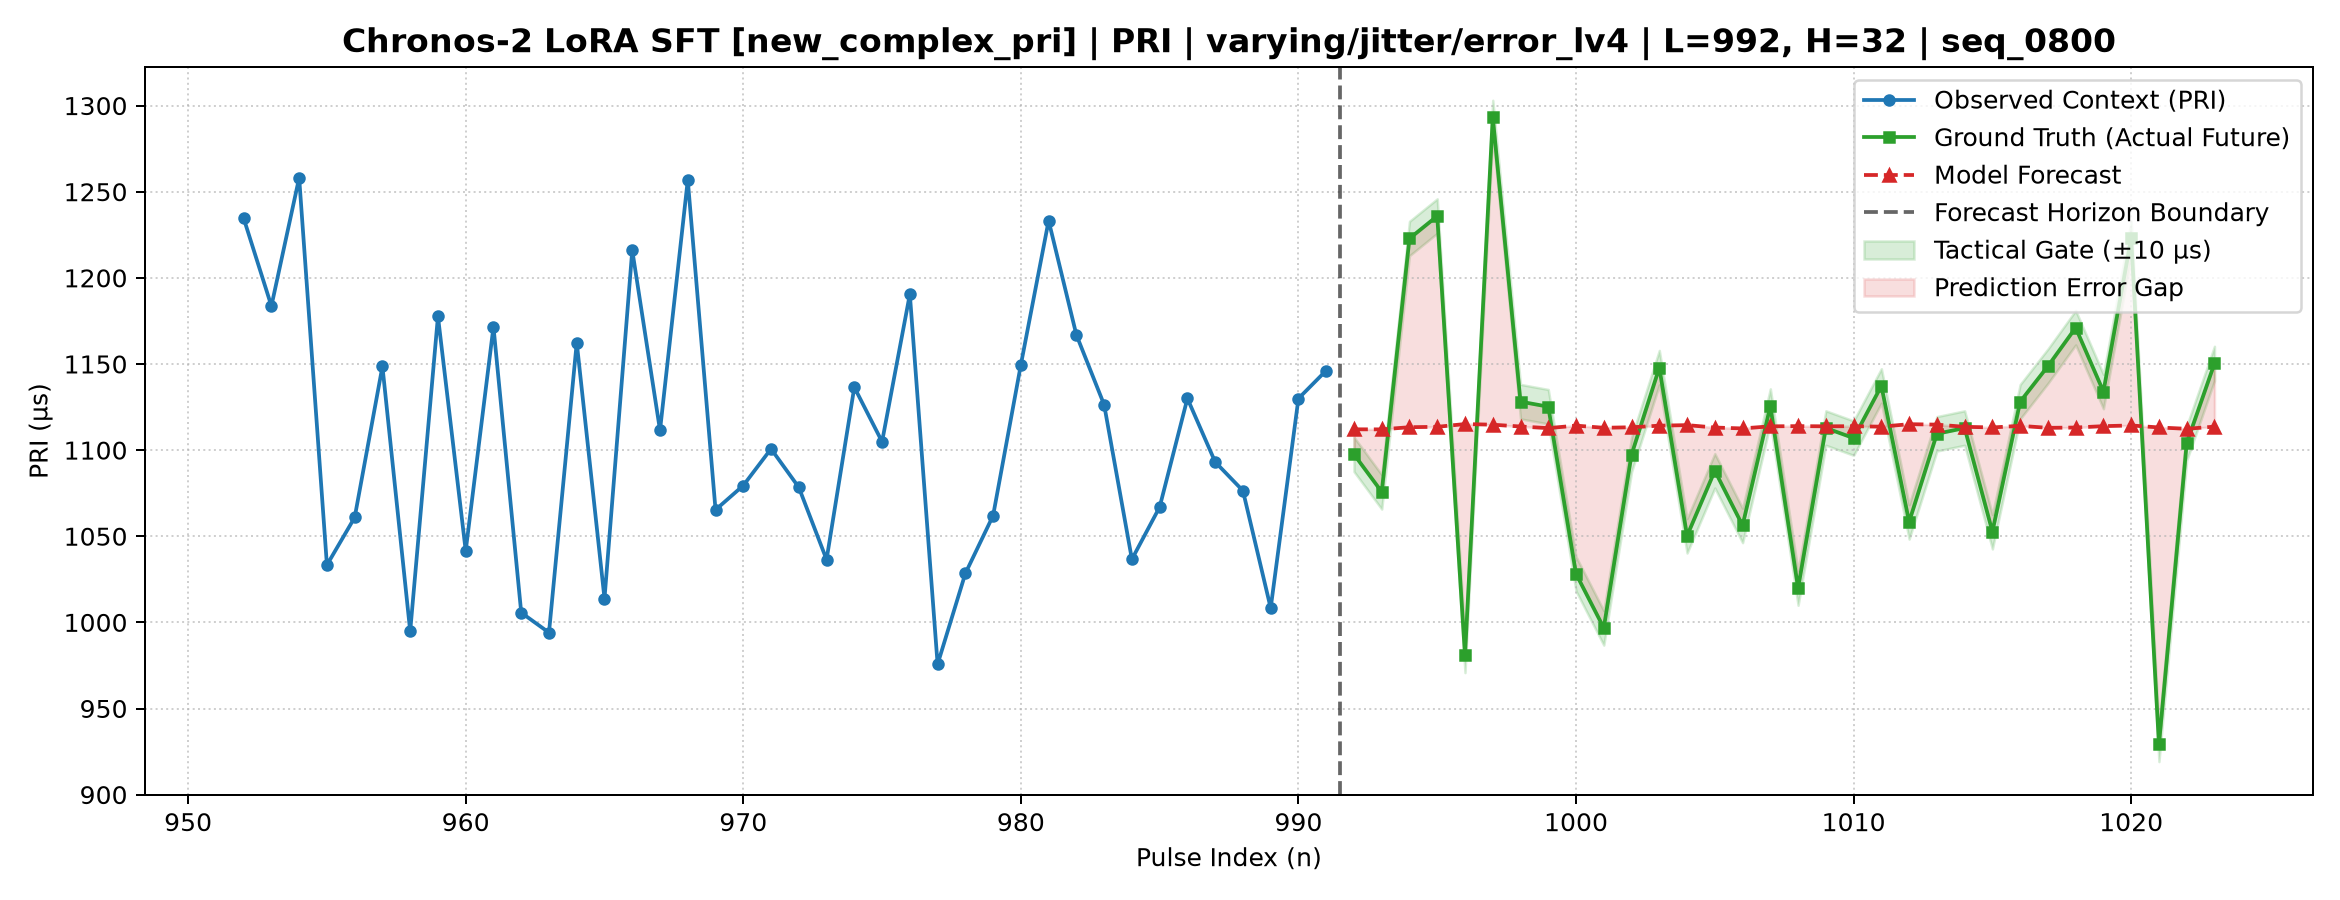 Chronos-2 LoRA SFT [new_complex_pri] | PRI | varying/jitter/error_lv4 | L=992, H=32 | seq_0800
PRI (µs)
1300
1250
1200
1150
1100
1050
1000
950
900
Observed Context (PRI)
Ground Truth (Actual Future)
Model Forecast
Forecast Horizon Boundary
Tactical Gate (±10 µs)
Prediction Error Gap
950 960 970 980 990 1000 1010 1020
Pulse Index (n)